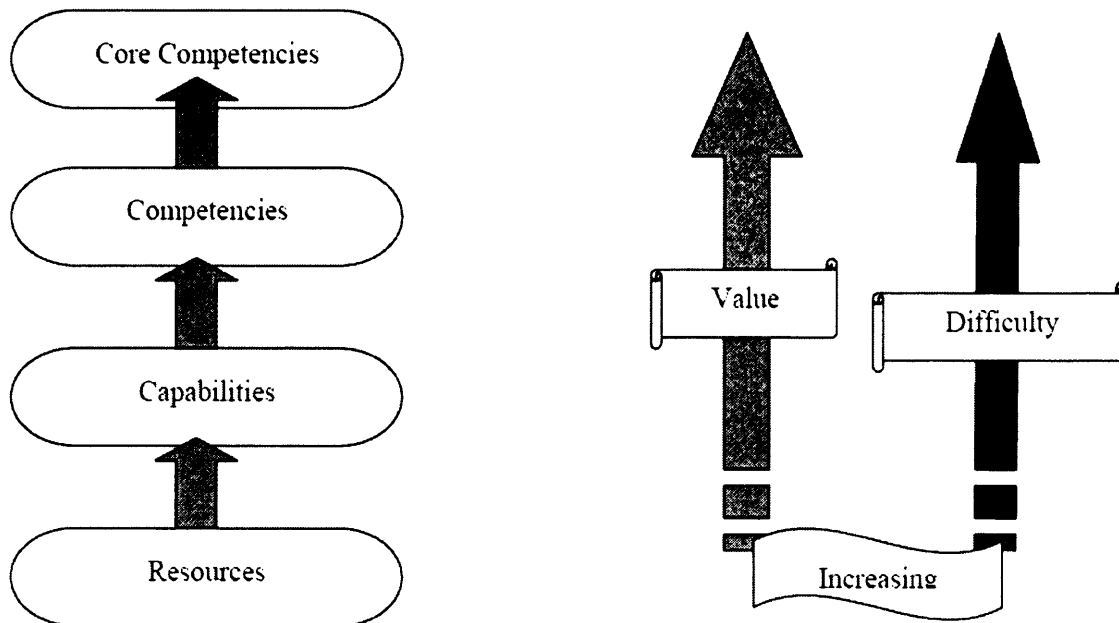 Core Competencies
Competencies
Capabilities
Resources
Value
Difficulty
Increasing